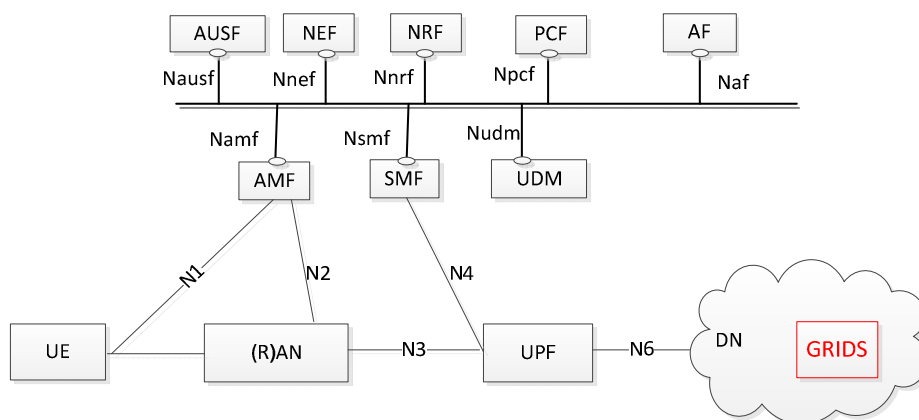 AUSF
NEF
NRF
PCF
AF
Nausf
Nnef
Nnrf
Npcf
Naf
Namf
Nsmf
Nudm
AMF
SMF
UDM
N1
N2
N4
UE
(R)AN
N3
UPF
N6
DN
GRIDS